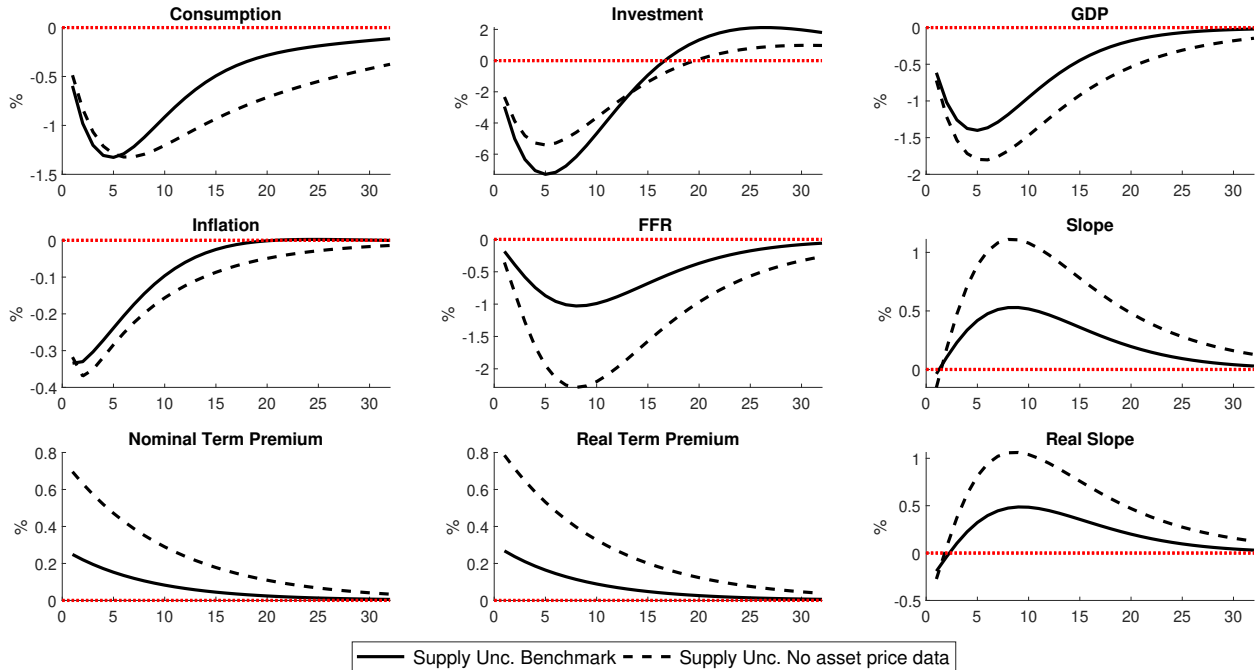 Consumption
0
-0.5
-1
-1.5
%
0 5 10 15 20 25 30
Investment
2
0
-2
-4
-6
%
0 5 10 15 20 25 30
GDP
0
-0.5
-1
-1.5
-2
%
0 5 10 15 20 25 30
Inflation
0
-0.1
-0.2
-0.3
-0.4
%
0 5 10 15 20 25 30
FFR
0
-0.5
-1
-1.5
-2
%
0 5 10 15 20 25 30
Slope
1
0.5
0
%
0 5 10 15 20 25 30
Nominal Term Premium
0.8
0.6
0.4
0.2
0
%
0 5 10 15 20 25 30
Real Term Premium
0.8
0.6
0.4
0.2
0
%
0 5 10 15 20 25 30
Real Slope
1
0.5
0
-0.5
%
0 5 10 15 20 25 30
Supply Unc. Benchmark Supply Unc. No asset price data